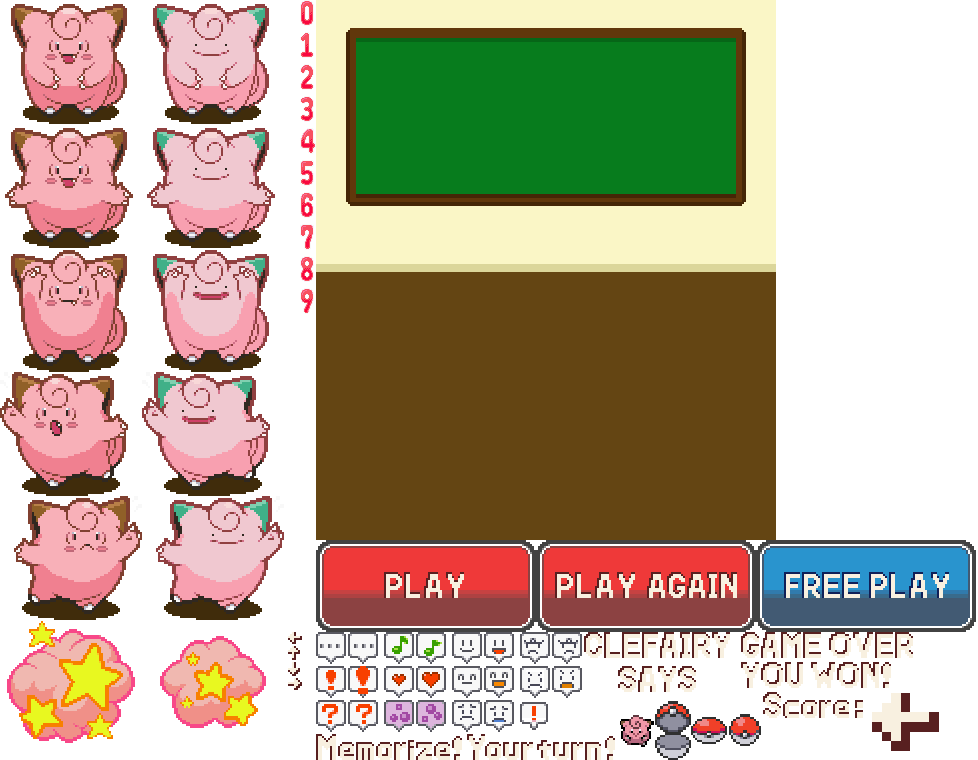 0
1
2
3
4
5
6
7
8
9
PLAY
PLAY AGAIN
FREE PLAY
CLEFAIRY
SAYS
GAME OVER
YOU WON!
Score:
Memorize!
Your turn!